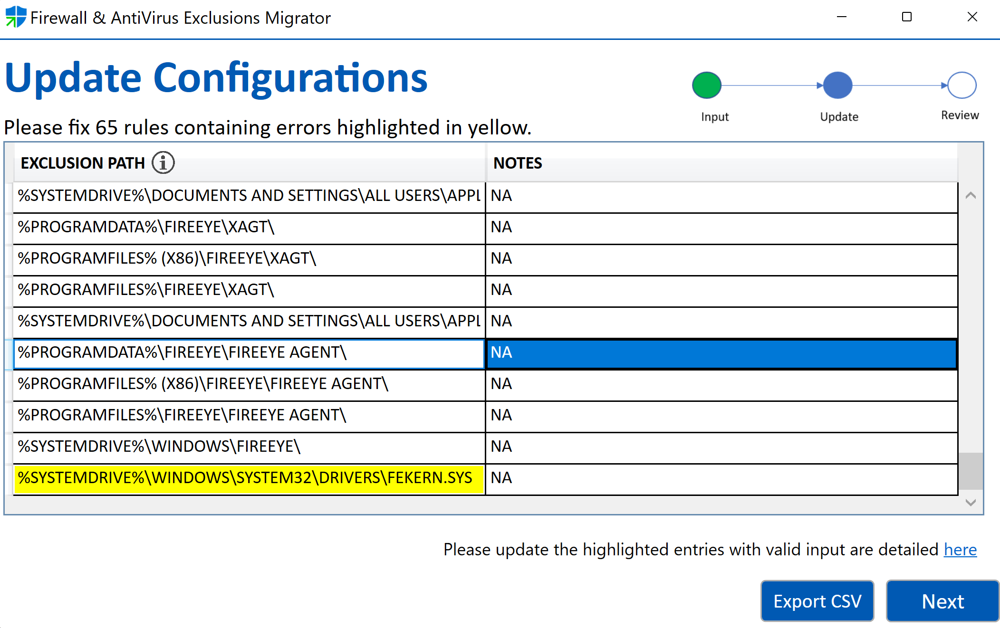 Firewall & AntiVirus Exclusions Migrator
Update Configurations
Input
Update
Review
Please fix 65 rules containing errors highlighted in yellow.
EXCLUSION PATH NOTES
%SYSTEMDRIVE%\DOCUMENTS AND SETTINGS\ALL USERS\APPL NA
%PROGRAMDATA%\FIREEYE\XAGT\ NA
%PROGRAMFILES% (X86)\FIREEYE\XAGT\ NA
%PROGRAMFILES%\FIREEYE\XAGT\ NA
%SYSTEMDRIVE%\DOCUMENTS AND SETTINGS\ALL USERS\APPL NA
%PROGRAMDATA%\FIREEYE\FIREEYE AGENT\ NA
%PROGRAMFILES% (X86)\FIREEYE\FIREEYE AGENT\ NA
%PROGRAMFILES%\FIREEYE\FIREEYE AGENT\ NA
%SYSTEMDRIVE%\WINDOWS\FIREEYE\ NA
%SYSTEMDRIVE%\WINDOWS\SYSTEM32\DRIVERS\FEKERN.SYS NA
Please update the highlighted entries with valid input are detailed here
Export CSV
Next